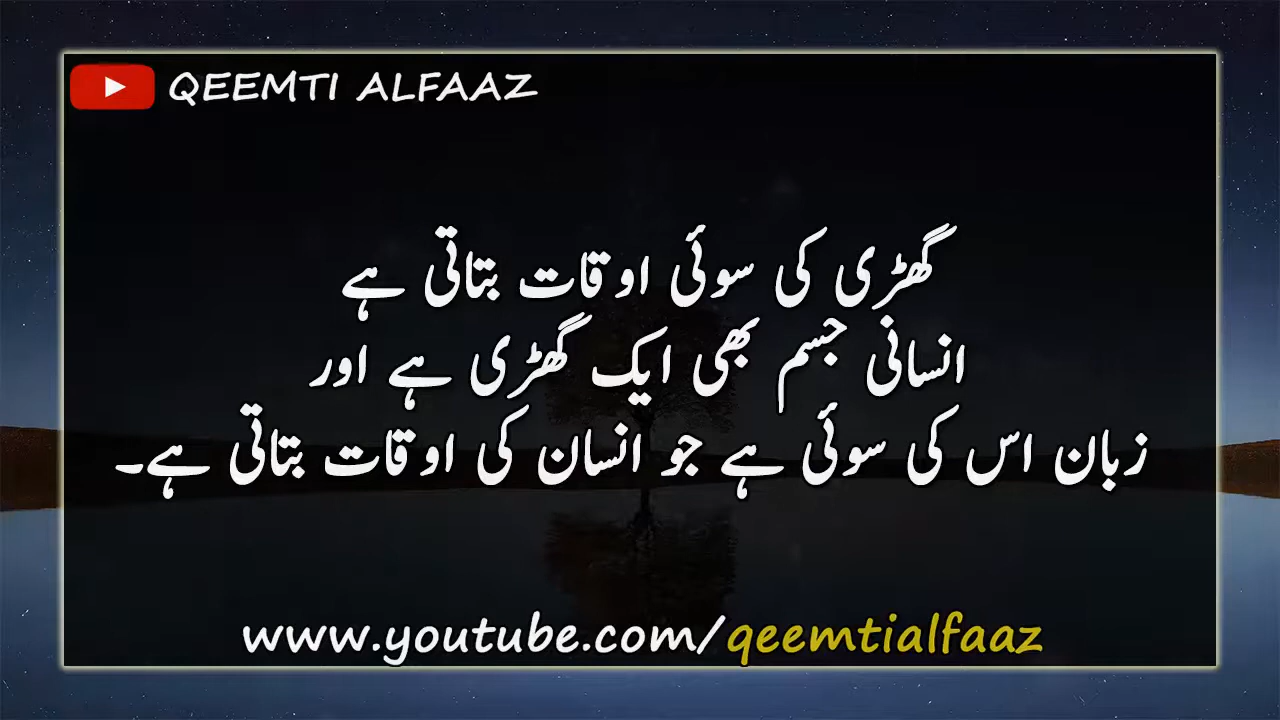 QEEMTI ALFAAZ
گھڑی کی سوئی اوقات بتاتی ہے
انسانی جسم بھی ایک گھڑی ہے اور
زبان اس کی سوئی ہے جو انسان کی اوقات بتاتی ہے۔
www.youtube.com/qeemtialfaaz